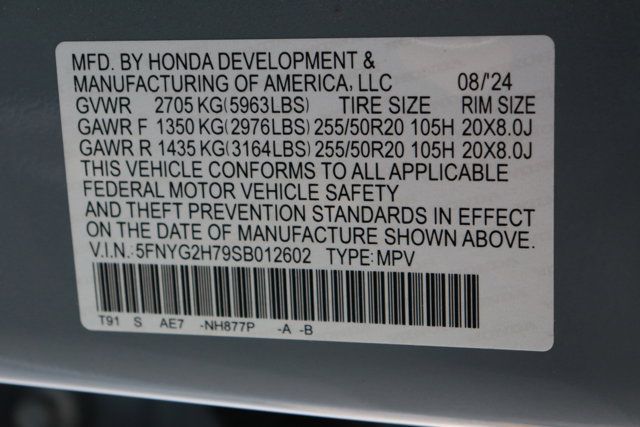 MFD. BY HONDA DEVELOPMENT &
MANUFACTURING OF AMERICA, LLC 08/'24
GVWR 2705 KG(5963LBS) TIRE SIZE RIM SIZE
GAWR F 1350 KG(2976LBS) 255/50R20 105H 20X8.0J
GAWR R 1435 KG(3164LBS) 255/50R20 105H 20X8.0J
THIS VEHICLE CONFORMS TO ALL APPLICABLE
FEDERAL MOTOR VEHICLE SAFETY
AND THEFT PREVENTION STANDARDS IN EFFECT
ON THE DATE OF MANUFACTURE SHOWN ABOVE.
V.I.N.:5FNYG2H79SB012602 TYPE:MPV
T91 S AE7 -NH877P -A -B